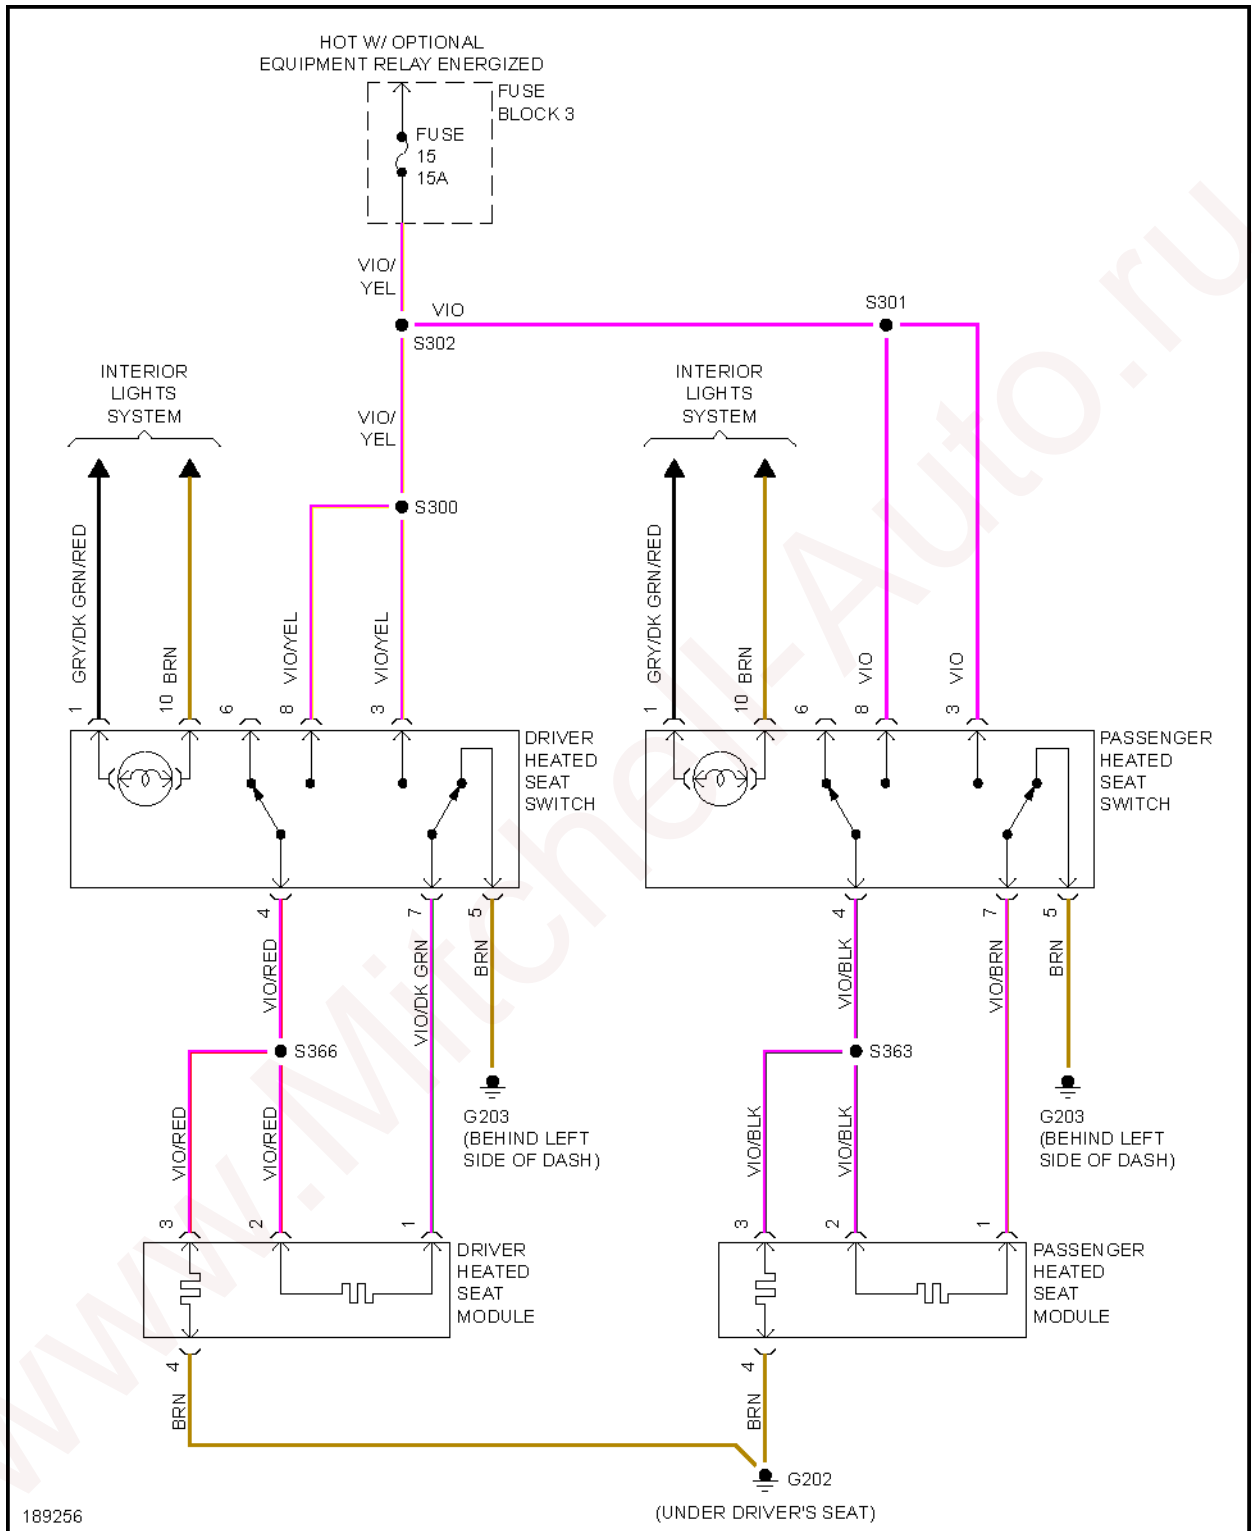 HOT W/ OPTIONAL
EQUIPMENT RELAY ENERGIZED
FUSE
BLOCK 3
FUSE
15
15A
VIO/
YEL
VIO
S301
S302
INTERIOR
LIGHTS
SYSTEM
VIO/
YEL
INTERIOR
LIGHTS
SYSTEM
S300
GRY/DK GRN/RED
BRN
VIO/YEL
VIO/YEL
GRY/DK GRN/RED
BRN
VIO
VIO
1
10
6
8
3
1
10
6
8
3
DRIVER
HEATED
SEAT
SWITCH
PASSENGER
HEATED
SEAT
SWITCH
4
7
5
4
7
5
VIO/RED
VIO/DK GRN
BRN
VIO/BLK
VIO/BRN
BRN
S366
S363
G203
(BEHIND LEFT
SIDE OF DASH)
G203
(BEHIND LEFT
SIDE OF DASH)
VIO/RED
VIO/RED
VIO/BLK
VIO/BLK
3
2
1
3
2
1
DRIVER
HEATED
SEAT
MODULE
PASSENGER
HEATED
SEAT
MODULE
4
4
BRN
BRN
G202
(UNDER DRIVER'S SEAT)
189256
www.Mitchell-Auto.ru